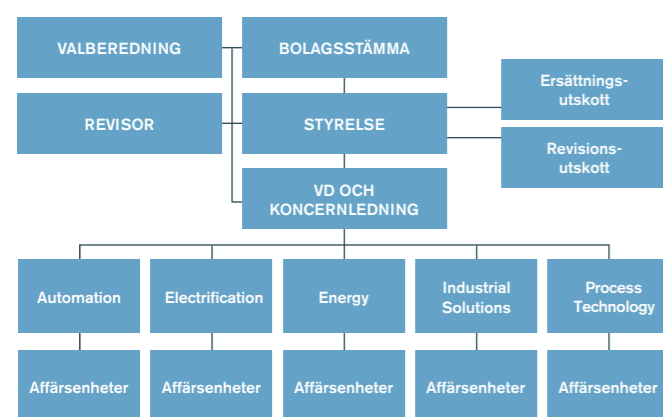 VALBEREDNING
BOLAGSSTÄMMA
Ersättnings-
utskott
REVISOR
STYRELSE
Revisions-
utskott
VD OCH
KONCERNLEDNING
Automation
Electrification
Energy
Industrial
Solutions
Process
Technology
Affärsenheter
Affärsenheter
Affärsenheter
Affärsenheter
Affärsenheter